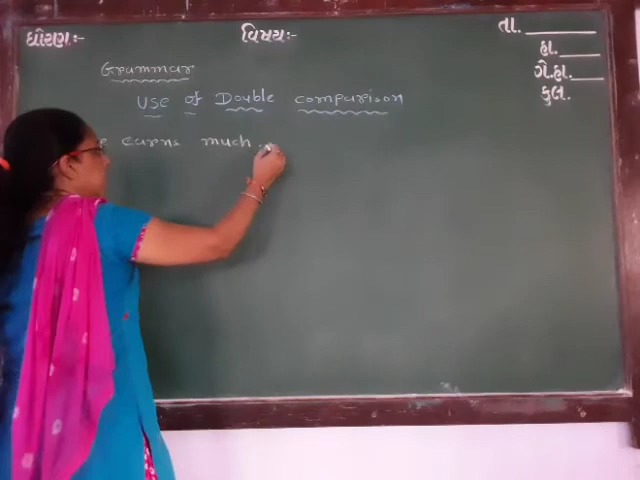 ધોરણ:-
વિષય:-
તા.
હા.
ગે.હા.
કુલ.
Grammar
Use of Double comparison
e earns much